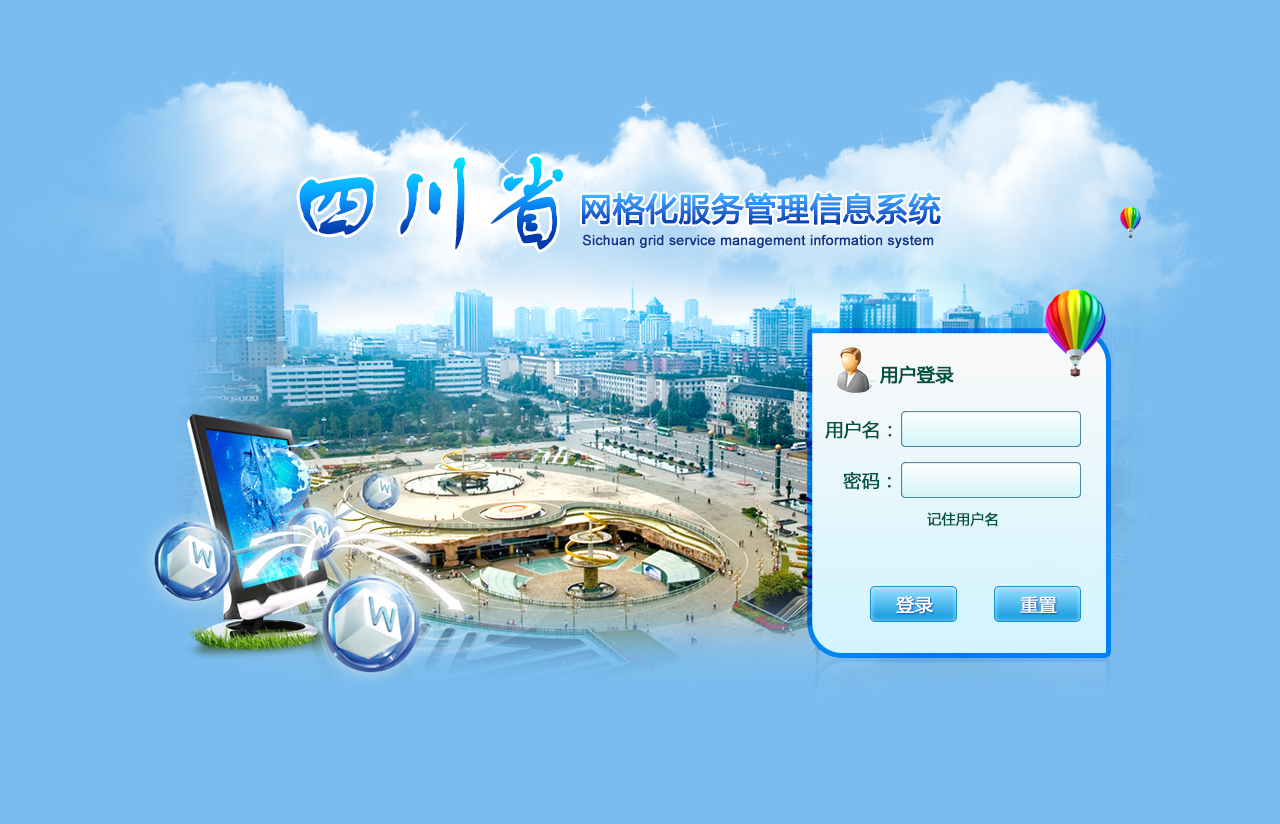 四川省 网格化服务管理信息系统
Sichuan grid service management information system
用户登录
用户名：
密码：
记住用户名
登录 重置
W
W
W
W